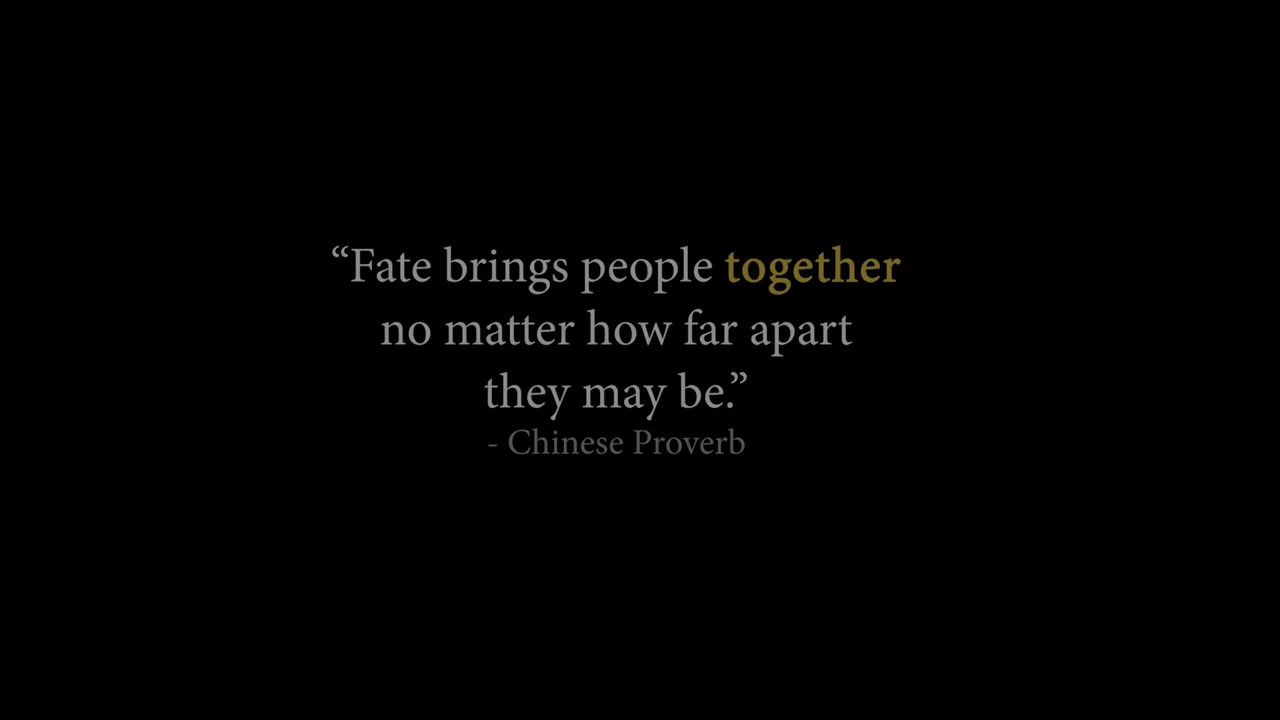 “Fate brings people together
no matter how far apart
they may be.”
- Chinese Proverb